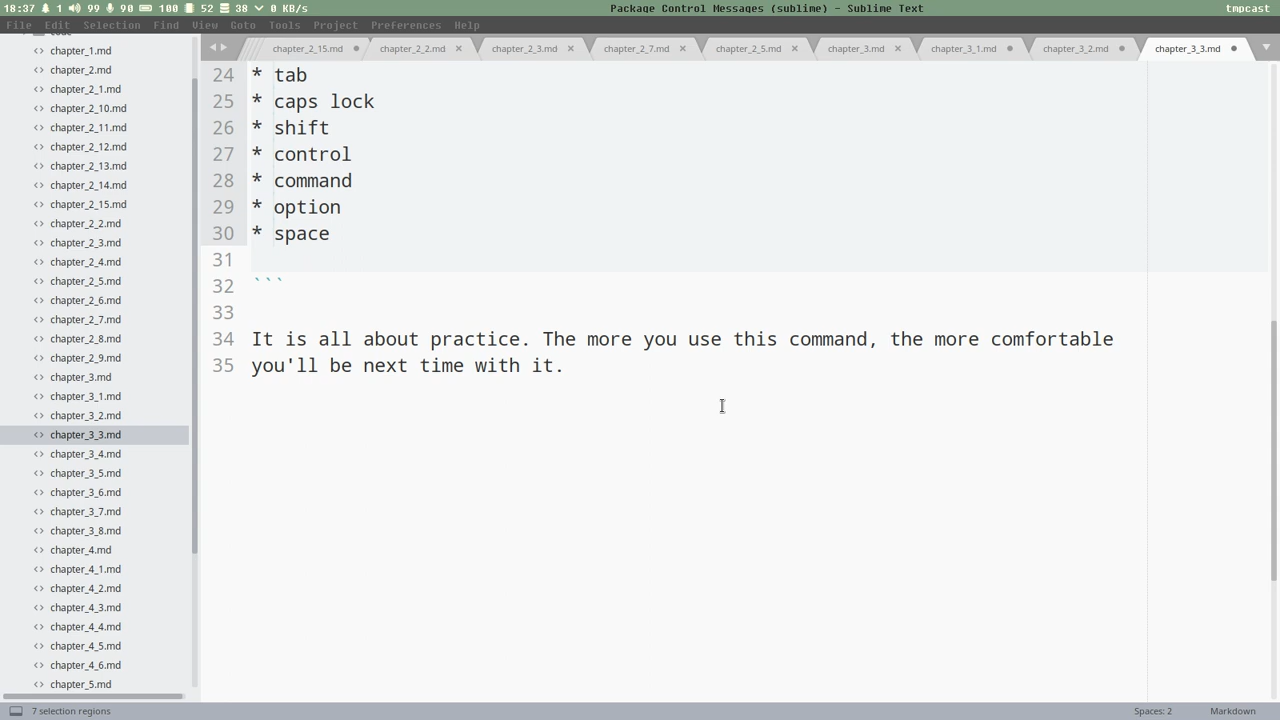 18:37 1 99 90 100 52 38 0 KB/s Package Control Messages (sublime) - Sublime Text tmpcast
File Edit Selection Find View Goto Tools Project Preferences Help
code
chapter_1.md
chapter_2.md
chapter_2_1.md
chapter_2_10.md
chapter_2_11.md
chapter_2_12.md
chapter_2_13.md
chapter_2_14.md
chapter_2_15.md
chapter_2_2.md
chapter_2_3.md
chapter_2_4.md
chapter_2_5.md
chapter_2_6.md
chapter_2_7.md
chapter_2_8.md
chapter_2_9.md
chapter_3.md
chapter_3_1.md
chapter_3_2.md
chapter_3_3.md
chapter_3_4.md
chapter_3_5.md
chapter_3_6.md
chapter_3_7.md
chapter_3_8.md
chapter_4.md
chapter_4_1.md
chapter_4_2.md
chapter_4_3.md
chapter_4_4.md
chapter_4_5.md
chapter_4_6.md
chapter_5.md
chapter_2_15.md chapter_2_2.md chapter_2_3.md chapter_2_7.md chapter_2_5.md chapter_3.md chapter_3_1.md chapter_3_2.md chapter_3_3.md
24 * tab
25 * caps lock
26 * shift
27 * control
28 * command
29 * option
30 * space
31
32 ```
33
34 It is all about practice. The more you use this command, the more comfortable
35 you'll be next time with it.
7 selection regions Spaces: 2 Markdown